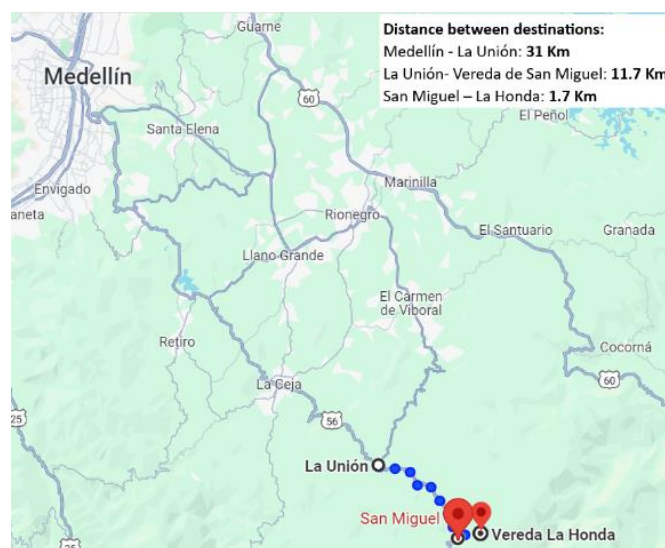 Distance between destinations:
Medellín - La Unión: 31 Km
La Unión- Vereda de San Miguel: 11.7 Km
San Miguel – La Honda: 1.7 Km
Guarne
Medellín
60
El Peñol
Santa Elena
Envigado
Marinilla
aneta
Rionegro
El Santuario
Granada
Llano Grande
El Carmen
de Viboral
Retiro
Cocorná
La Ceja
60
25
56
La Unión
San Miguel
Vereda La Honda
25